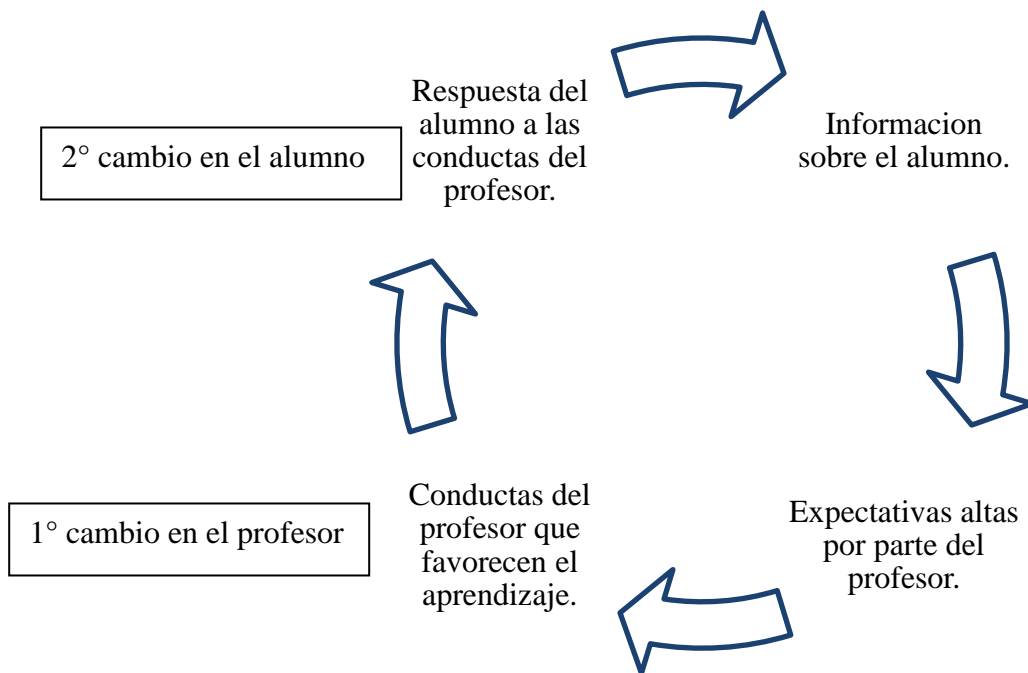 Respuesta del
alumno a las
conductas del
profesor.
2° cambio en el alumno
Informacion
sobre el alumno.
Conductas del
profesor que
favorecen el
aprendizaje.
1° cambio en el profesor
Expectativas altas
por parte del
profesor.